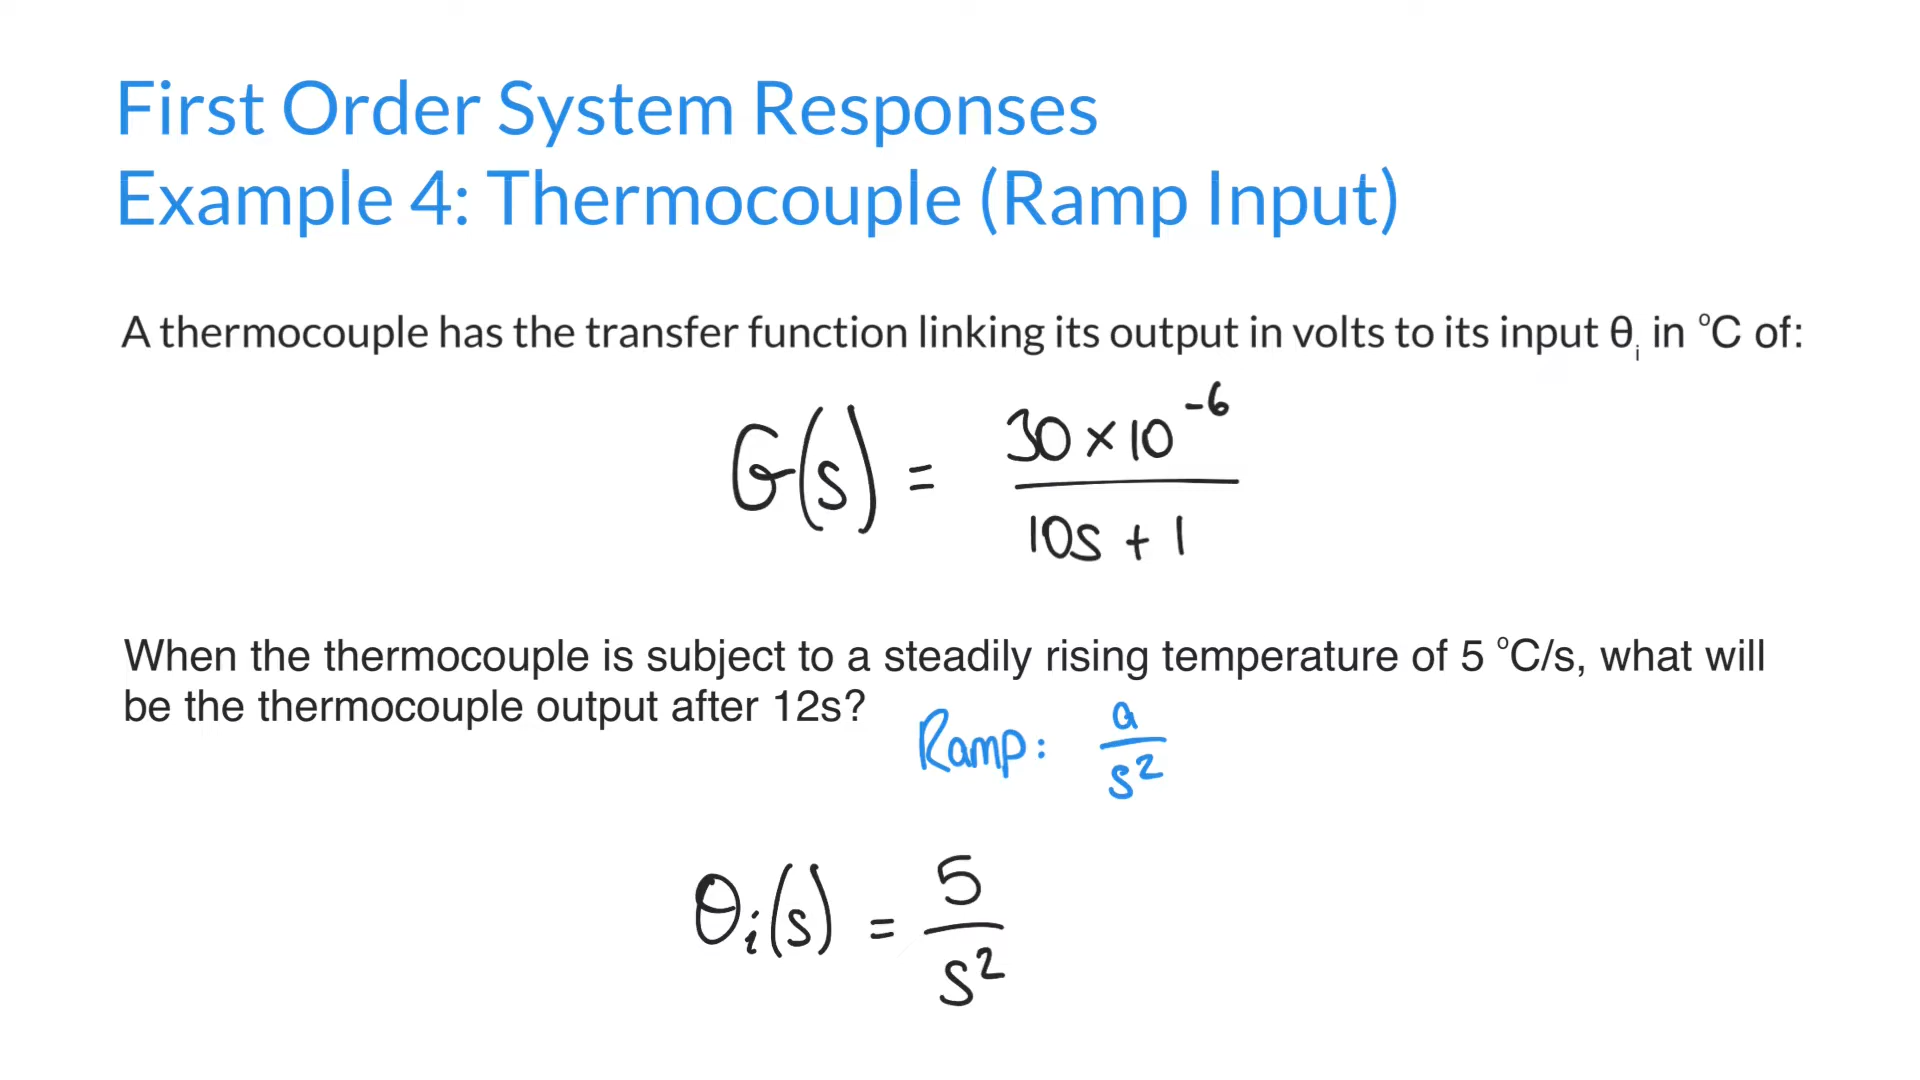 First Order System Responses
Example 4: Thermocouple (Ramp Input)
A thermocouple has the transfer function linking its output in volts to its input θᵢ in °C of:
G(s) = 30×10⁻⁶ / 10s + 1
When the thermocouple is subject to a steadily rising temperature of 5 °C/s, what will
be the thermocouple output after 12s?
Ramp: a / s²
θᵢ(s) = 5 / s²